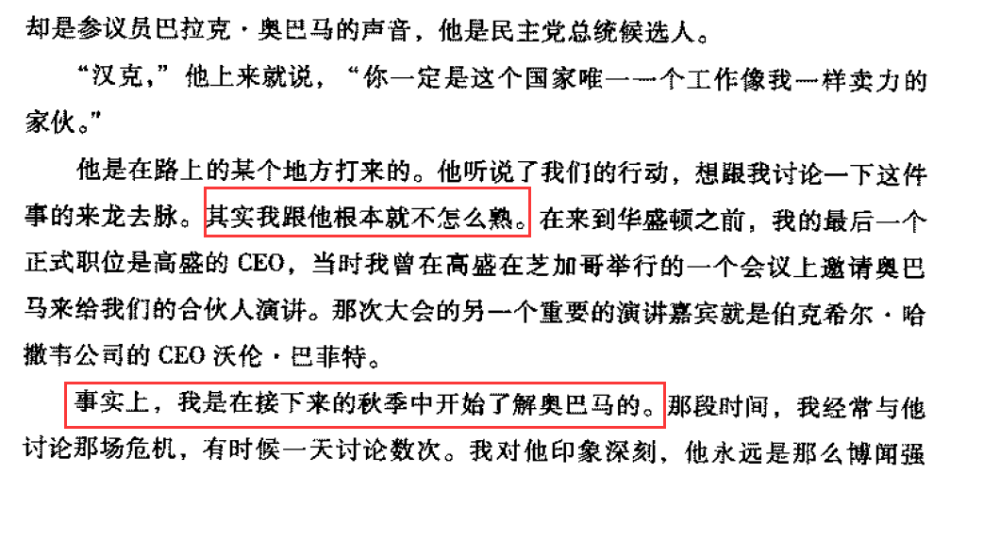 却是参议员巴拉克·奥巴马的声音，他是民主党总统候选人。
“汉克，”他上来就说，“你一定是这个国家唯一一个工作像我一样卖力的
家伙。”
他是在路上的某个地方打来的。他听说了我们的行动，想跟我讨论一下这件
事的来龙去脉。其实我跟他根本就不怎么熟。在来到华盛顿之前，我的最后一个
正式职位是高盛的 CEO，当时我曾在高盛在芝加哥举行的一个会议上邀请奥巴
马来给我们的合伙人演讲。那次大会的另一个重要的演讲嘉宾就是伯克希尔·哈
撒韦公司的 CEO 沃伦·巴菲特。
事实上，我是在接下来的秋季中开始了解奥巴马的。那段时间，我经常与他
讨论那场危机，有时候一天讨论数次。我对他印象深刻，他永远是那么博闻强